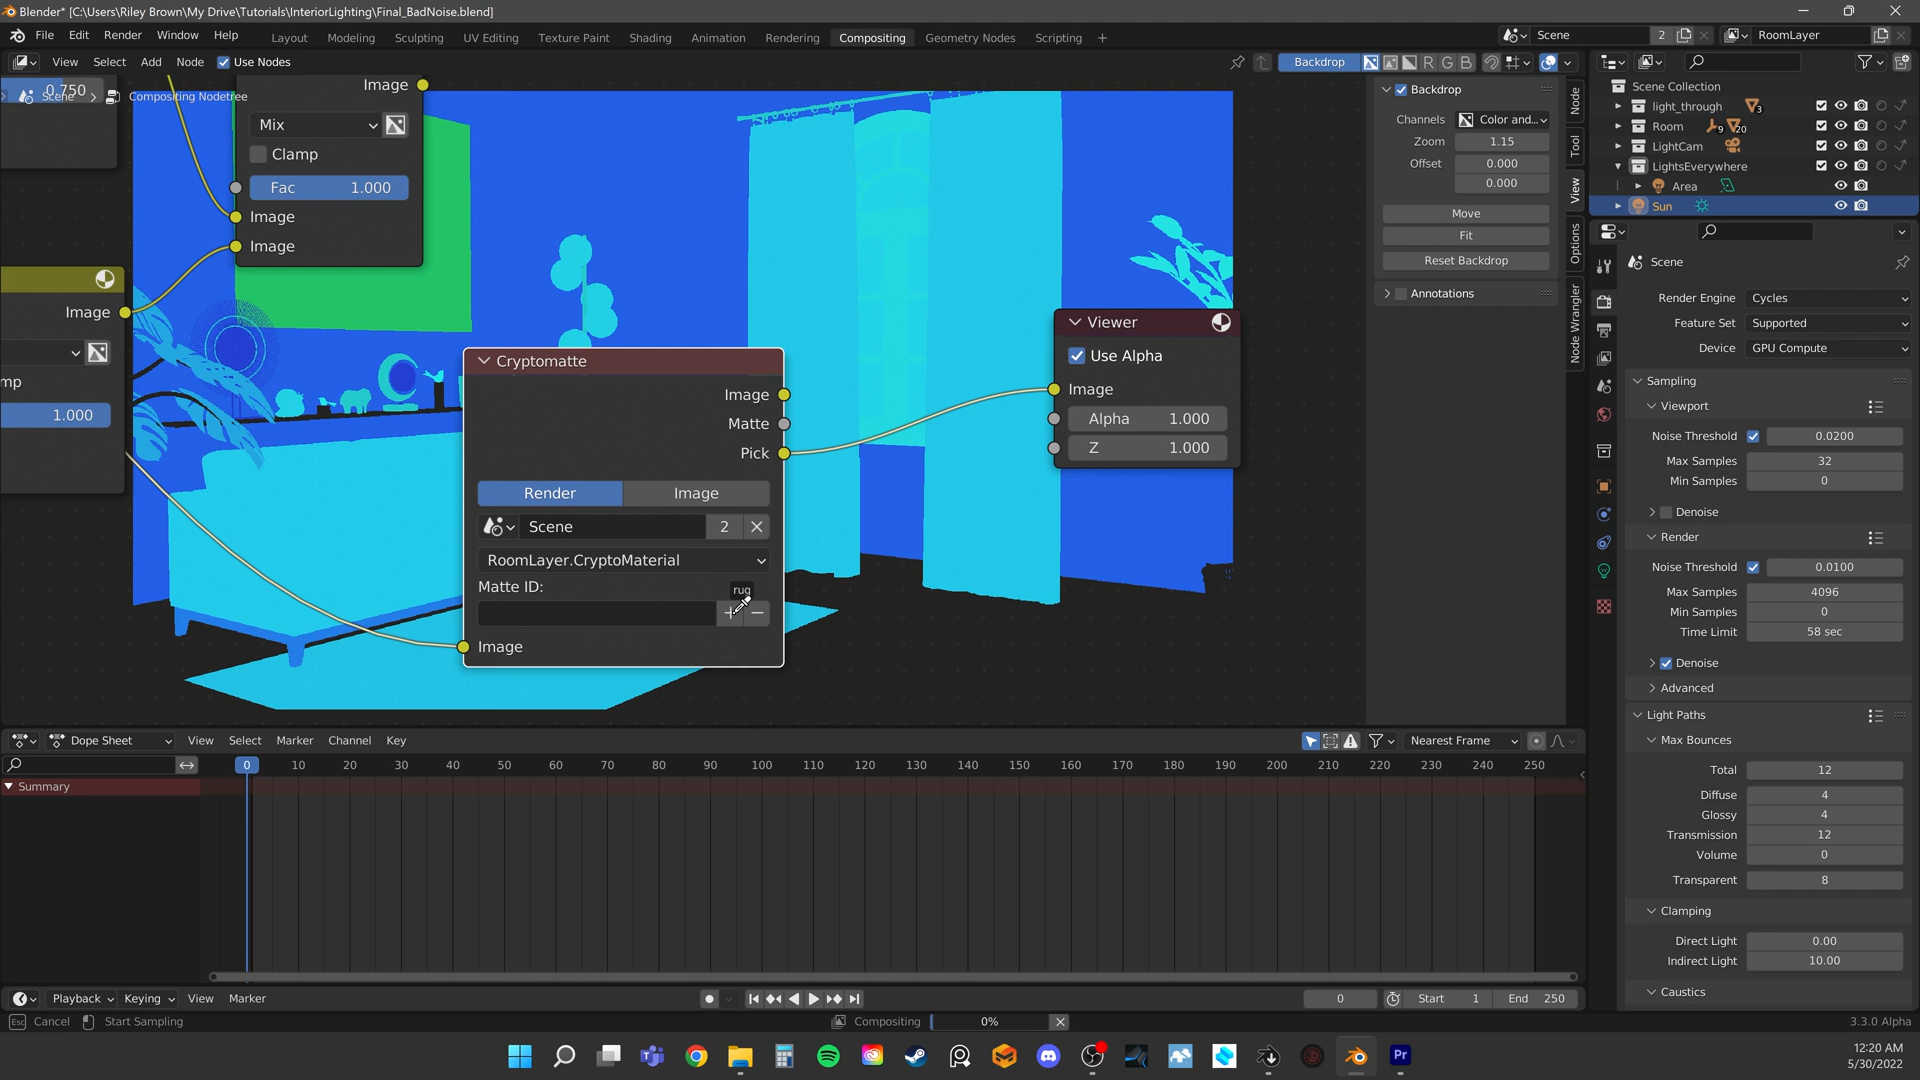 Blender* [C:\Users\Riley Brown\My Drive\Tutorials\InteriorLighting\Final_BadNoise.blend]
File Edit Render Window Help
Layout Modeling Sculpting UV Editing Texture Paint Shading Animation Rendering Compositing Geometry Nodes Scripting +
Scene 2 RoomLayer
View Select Add Node Use Nodes Backdrop R G B
0.750
Scene > Compositing Nodetree
Image
Mix
Clamp
Fac 1.000
Image
Image
Image
mp
1.000
Cryptomatte
Image
Matte
Pick
Render Image
Scene 2
RoomLayer.CryptoMaterial
Matte ID:
rug
Image
Viewer
Use Alpha
Image
Alpha 1.000
Z 1.000
Backdrop
Channels Color and...
Zoom 1.15
Offset 0.000
0.000
Move
Fit
Reset Backdrop
Annotations
Node
Tool
View
Options
Node Wrangler
Scene Collection
light_through 3
Room 9 20
LightCam
LightsEverywhere
Area
Sun
Scene
Render Engine Cycles
Feature Set Supported
Device GPU Compute
Sampling
Viewport
Noise Threshold 0.0200
Max Samples 32
Min Samples 0
Denoise
Render
Noise Threshold 0.0100
Max Samples 4096
Min Samples 0
Time Limit 58 sec
Denoise
Advanced
Light Paths
Max Bounces
Total 12
Diffuse 4
Glossy 4
Transmission 12
Volume 0
Transparent 8
Clamping
Direct Light 0.00
Indirect Light 10.00
Caustics
Dope Sheet View Select Marker Channel Key Nearest Frame
0 10 20 30 40 50 60 70 80 90 100 110 120 130 140 150 160 170 180 190 200 210 220 230 240 250
Summary
Playback Keying View Marker 0 Start 1 End 250
Esc Cancel Start Sampling Compositing 0% 3.3.0 Alpha
Pr
12:20 AM
5/30/2022